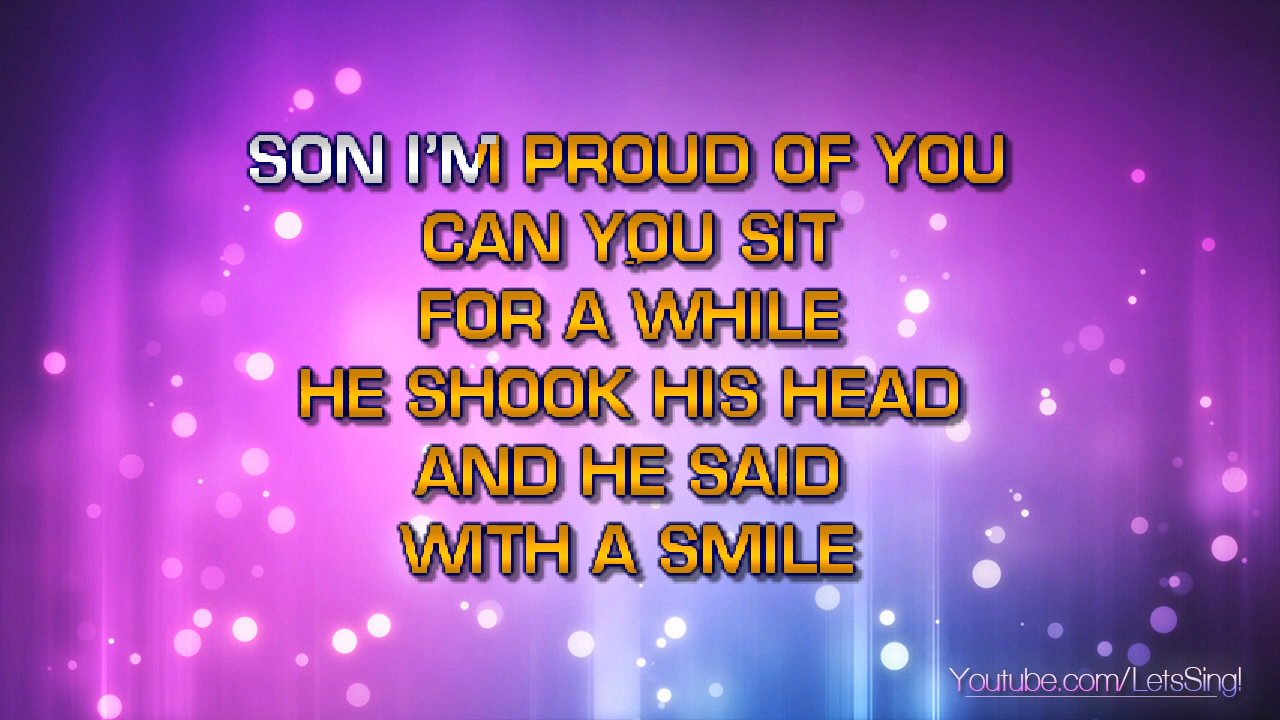 SON I'M PROUD OF YOU
CAN YOU SIT
FOR A WHILE
HE SHOOK HIS HEAD
AND HE SAID
WITH A SMILE
Youtube.com/LetsSing!